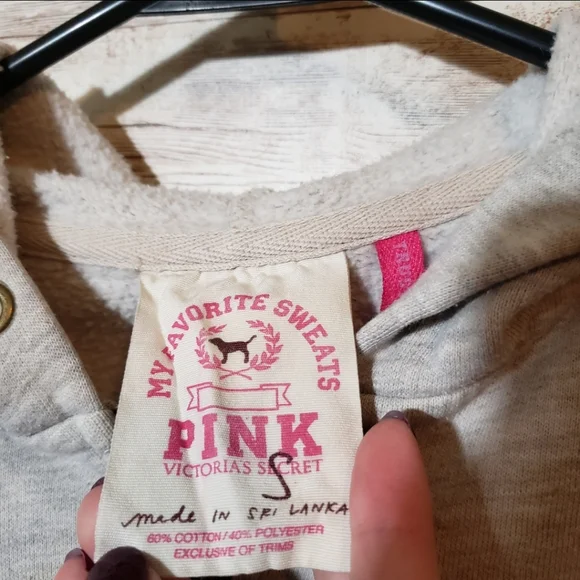 MY FAVORITE SWEATS
PINK
VICTORIA'S SECRET
S
made IN SRI LANKA
60% COTTON/40% POLYESTER
EXCLUSIVE OF TRIMS